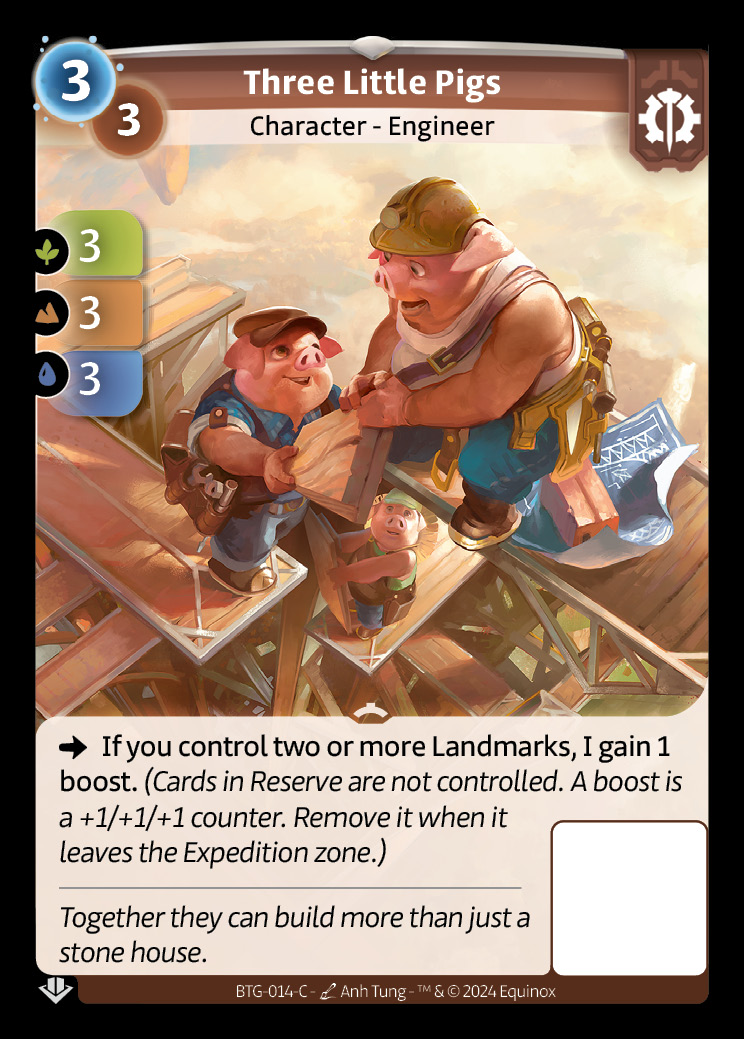 3
Three Little Pigs
3
Character - Engineer
3
3
3
If you control two or more Landmarks, I gain 1
boost. (Cards in Reserve are not controlled. A boost is
a +1/+1/+1 counter. Remove it when it
leaves the Expedition zone.)
Together they can build more than just a
stone house.
BTG-014-C - Anh Tung - ™ & © 2024 Equinox